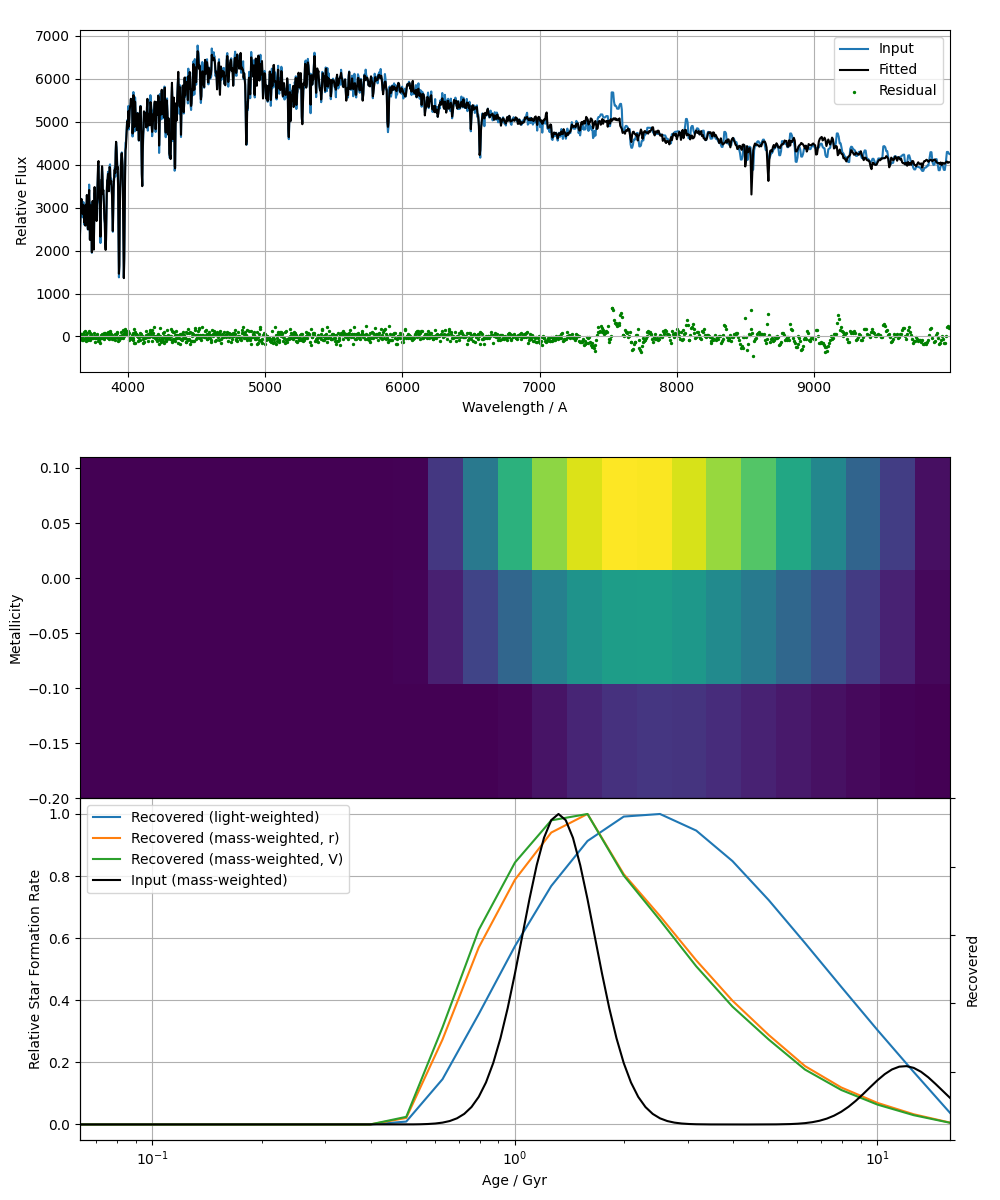 7000
6000
5000
4000
3000
2000
1000
0
Relative Flux
Input
Fitted
Residual
4000 5000 6000 7000 8000 9000
Wavelength / A
0.10
0.05
0.00
−0.05
−0.10
−0.15
−0.20
Metallicity
1.0
0.8
0.6
0.4
0.2
0.0
Relative Star Formation Rate
Recovered (light-weighted)
Recovered (mass-weighted, r)
Recovered (mass-weighted, V)
Input (mass-weighted)
Recovered
10⁻¹ 10⁰ 10¹
Age / Gyr